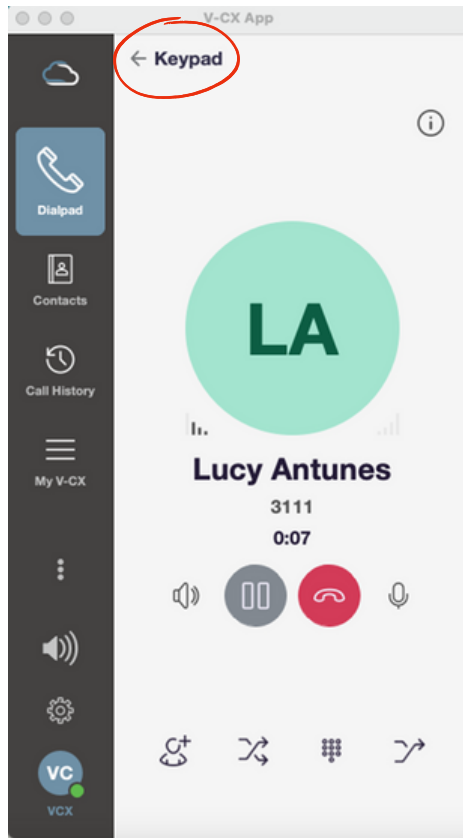 V-CX App
← Keypad
Dialpad
Contacts
Call History
My V-CX
VC
VCX
LA
Lucy Antunes
3111
0:07